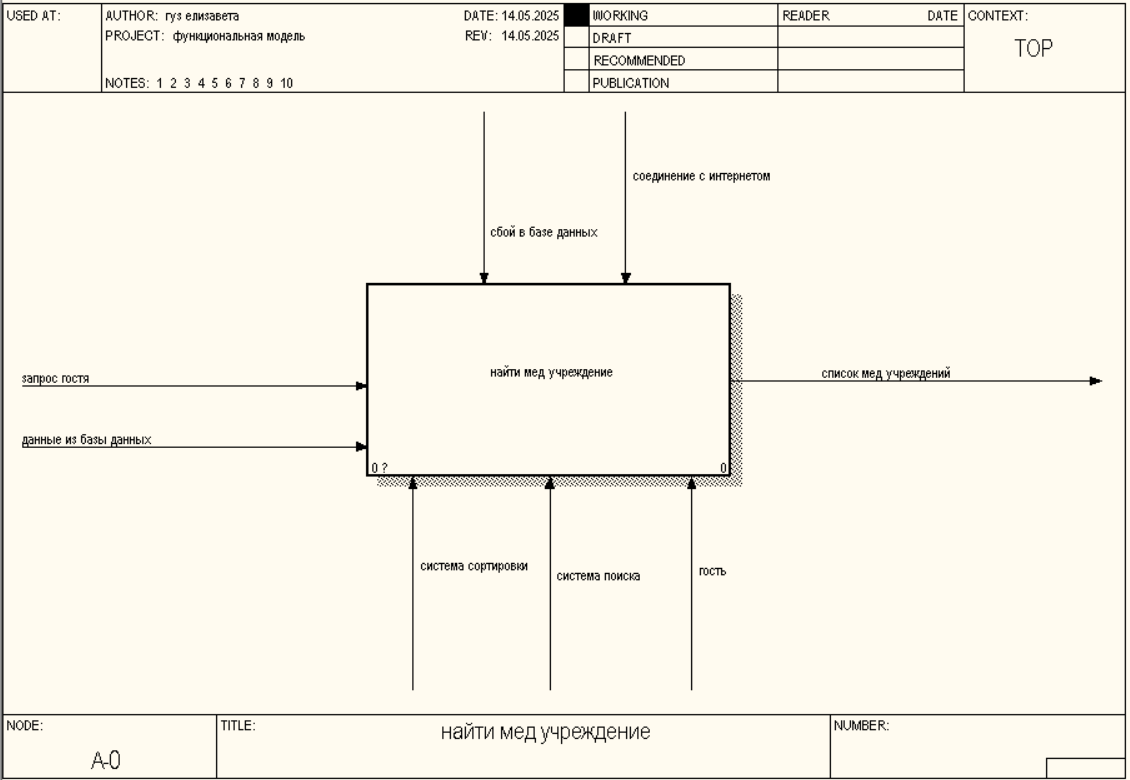 USED AT:
AUTHOR: гуз елизавета
DATE: 14.05.2025
PROJECT: функциональная модель
REV: 14.05.2025
NOTES: 1 2 3 4 5 6 7 8 9 10
WORKING
DRAFT
RECOMMENDED
PUBLICATION
READER DATE
CONTEXT:
TOP
соединение с интернетом
сбой в базе данных
найти мед учреждение
запрос гостя
список мед учреждений
данные из базы данных
0 ?
0
система сортировки
система поиска
гость
NODE:
A-0
TITLE:
найти мед учреждение
NUMBER: